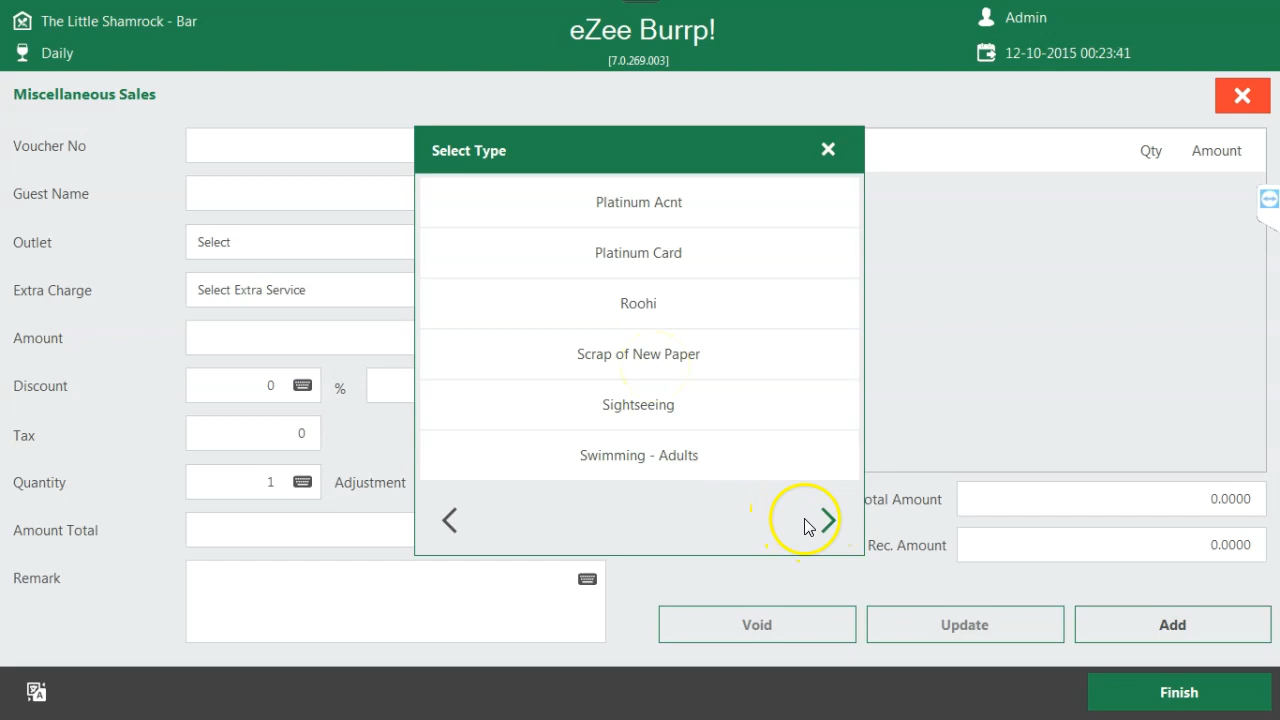 The Little Shamrock - Bar
eZee Burrp!
Admin
Daily
[7.0.269.003]
12-10-2015 00:23:41
Miscellaneous Sales
Voucher No
Guest Name
Outlet
Select
Extra Charge
Select Extra Service
Amount
Discount
0
%
Tax
0
Quantity
1
Adjustment
Amount Total
Remark
Select Type
Platinum Acnt
Platinum Card
Roohi
Scrap of New Paper
Sightseeing
Swimming - Adults
Qty
Amount
otal Amount
0.0000
Rec. Amount
0.0000
Void
Update
Add
Finish